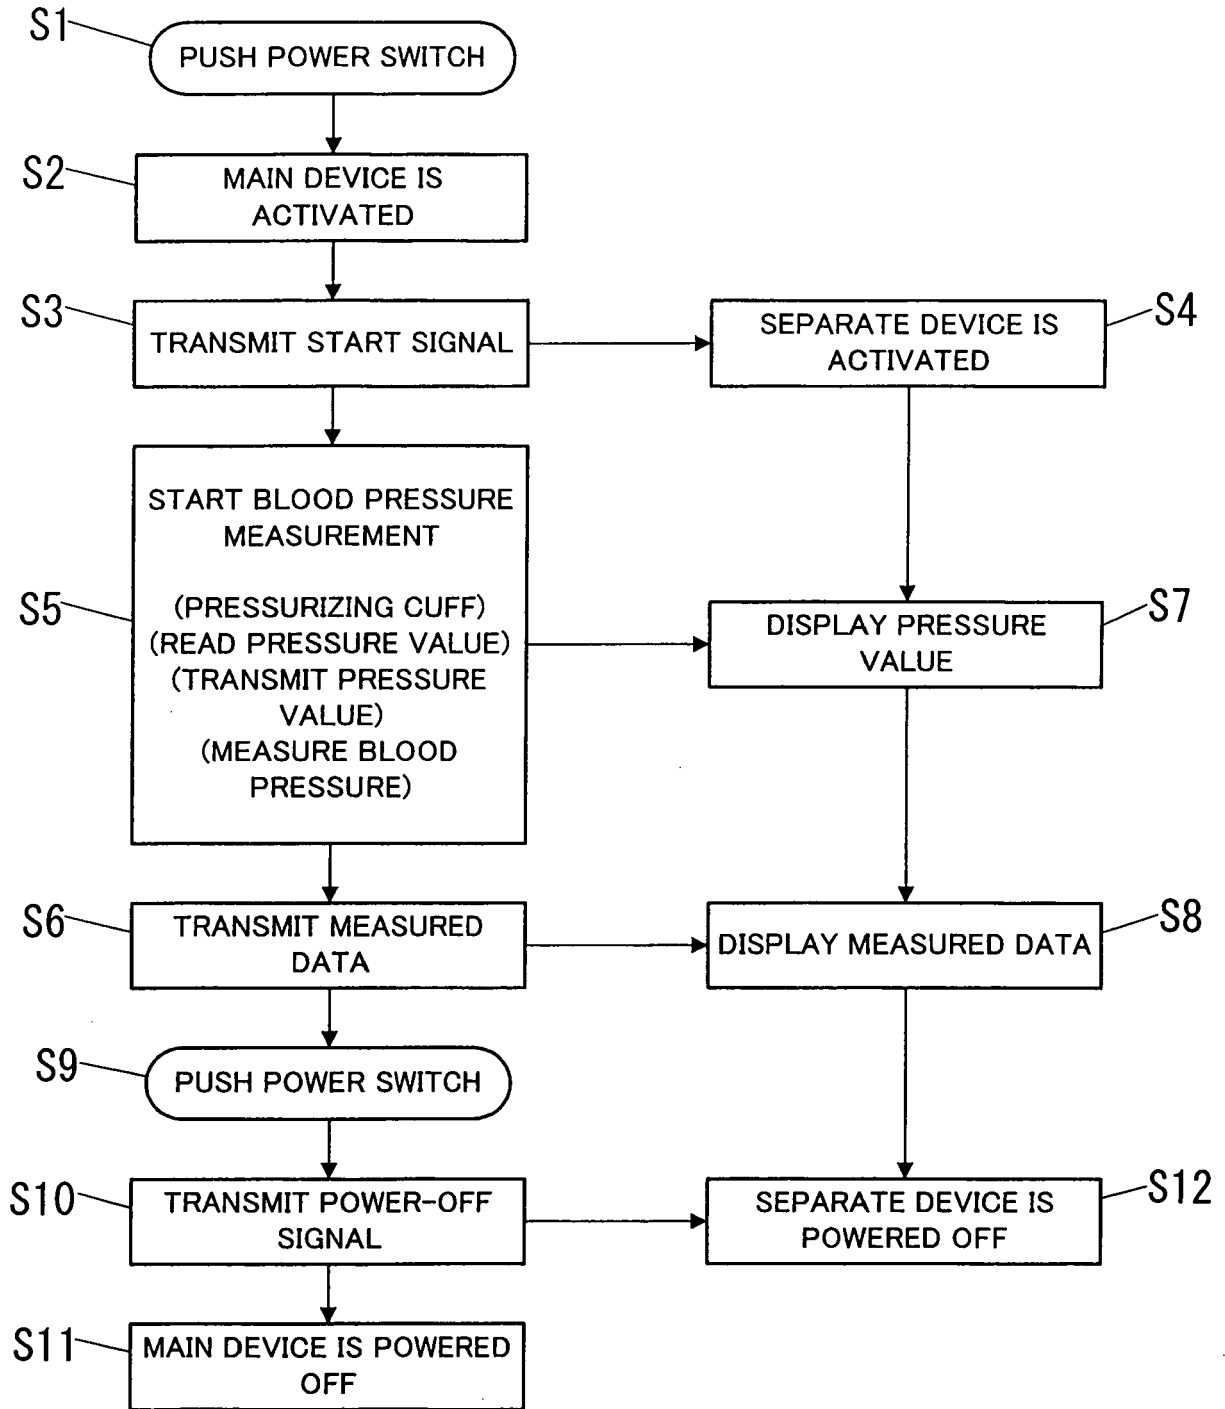 S1
PUSH POWER SWITCH
S2
MAIN DEVICE IS
ACTIVATED
S3
TRANSMIT START SIGNAL
SEPARATE DEVICE IS
ACTIVATED
S4
S5
START BLOOD PRESSURE
MEASUREMENT
(PRESSURIZING CUFF)
(READ PRESSURE VALUE)
(TRANSMIT PRESSURE
VALUE)
(MEASURE BLOOD
PRESSURE)
DISPLAY PRESSURE
VALUE
S7
S6
TRANSMIT MEASURED
DATA
DISPLAY MEASURED DATA
S8
S9
PUSH POWER SWITCH
S10
TRANSMIT POWER-OFF
SIGNAL
SEPARATE DEVICE IS
POWERED OFF
S12
S11
MAIN DEVICE IS POWERED
OFF